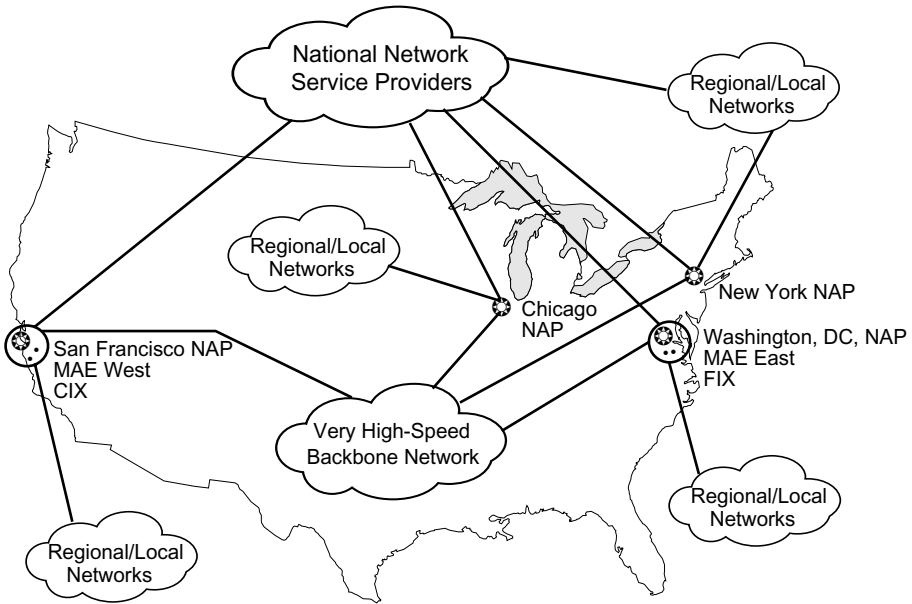 National Network
Service Providers
Regional/Local
Networks
Regional/Local
Networks
New York NAP
Chicago
NAP
San Francisco NAP
MAE West
CIX
Washington, DC, NAP
MAE East
FIX
Very High-Speed
Backbone Network
Regional/Local
Networks
Regional/Local
Networks